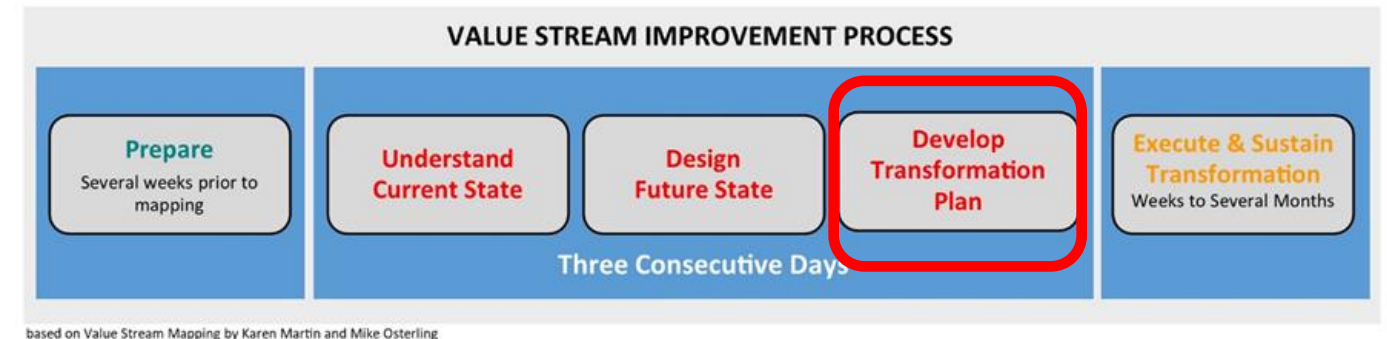 VALUE STREAM IMPROVEMENT PROCESS
Prepare
Several weeks prior to
mapping
Understand
Current State
Design
Future State
Develop
Transformation
Plan
Three Consecutive Days
Execute & Sustain
Transformation
Weeks to Several Months
based on Value Stream Mapping by Karen Martin and Mike Osterling